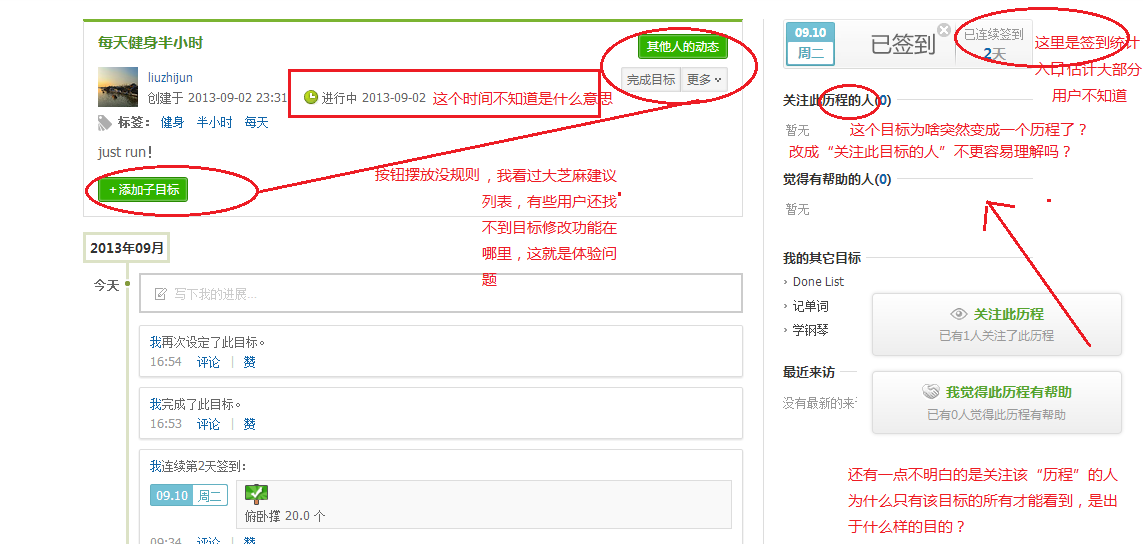 每天健身半小时
其他人的动态
liuzhijun
创建于 2013-09-02 23:31
进行中 2013-09-02
这个时间不知道是什么意思
完成目标
更多
标签：
健身 半小时 每天
just run！
+ 添加子目标
按钮摆放没规则，我看过大芝麻建议
列表，有些用户还找
不到目标修改功能在
哪里，这就是体验问
题
2013年09月
今天
写下我的进展...
我再次设定了此目标。
16:54 评论 | 赞
我完成了此目标。
16:53 评论 | 赞
我连续第2天签到：
09.10 周二
俯卧撑 20.0 个
09:34 评论 | 赞
09.10
周二
已签到
已连续签到
2天
这里是签到统计
入口估计大部分
用户不知道
关注此历程的人(0)
暂无
这个目标为啥突然变成一个历程了？
改成“关注此目标的人”不更容易理解吗？
觉得有帮助的人(0)
暂无
我的其它目标
› Done List
› 记单词
› 学钢琴
最近来访
没有最新的来
关注此历程
已有1人关注了此历程
我觉得此历程有帮助
已有0人觉得此历程有帮助
还有一点不明白的是关注该“历程”的人
为什么只有该目标的所有才能看到，是出
于什么样的目的？